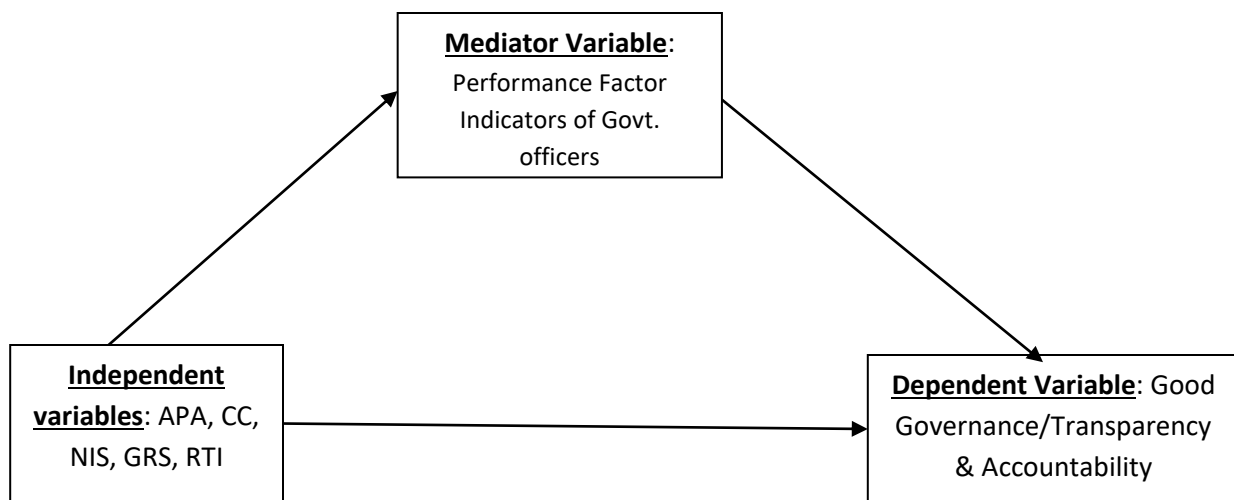 Mediator Variable:
Performance Factor
Indicators of Govt.
officers
Independent
variables: APA, CC,
NIS, GRS, RTI
Dependent Variable: Good
Governance/Transparency
& Accountability